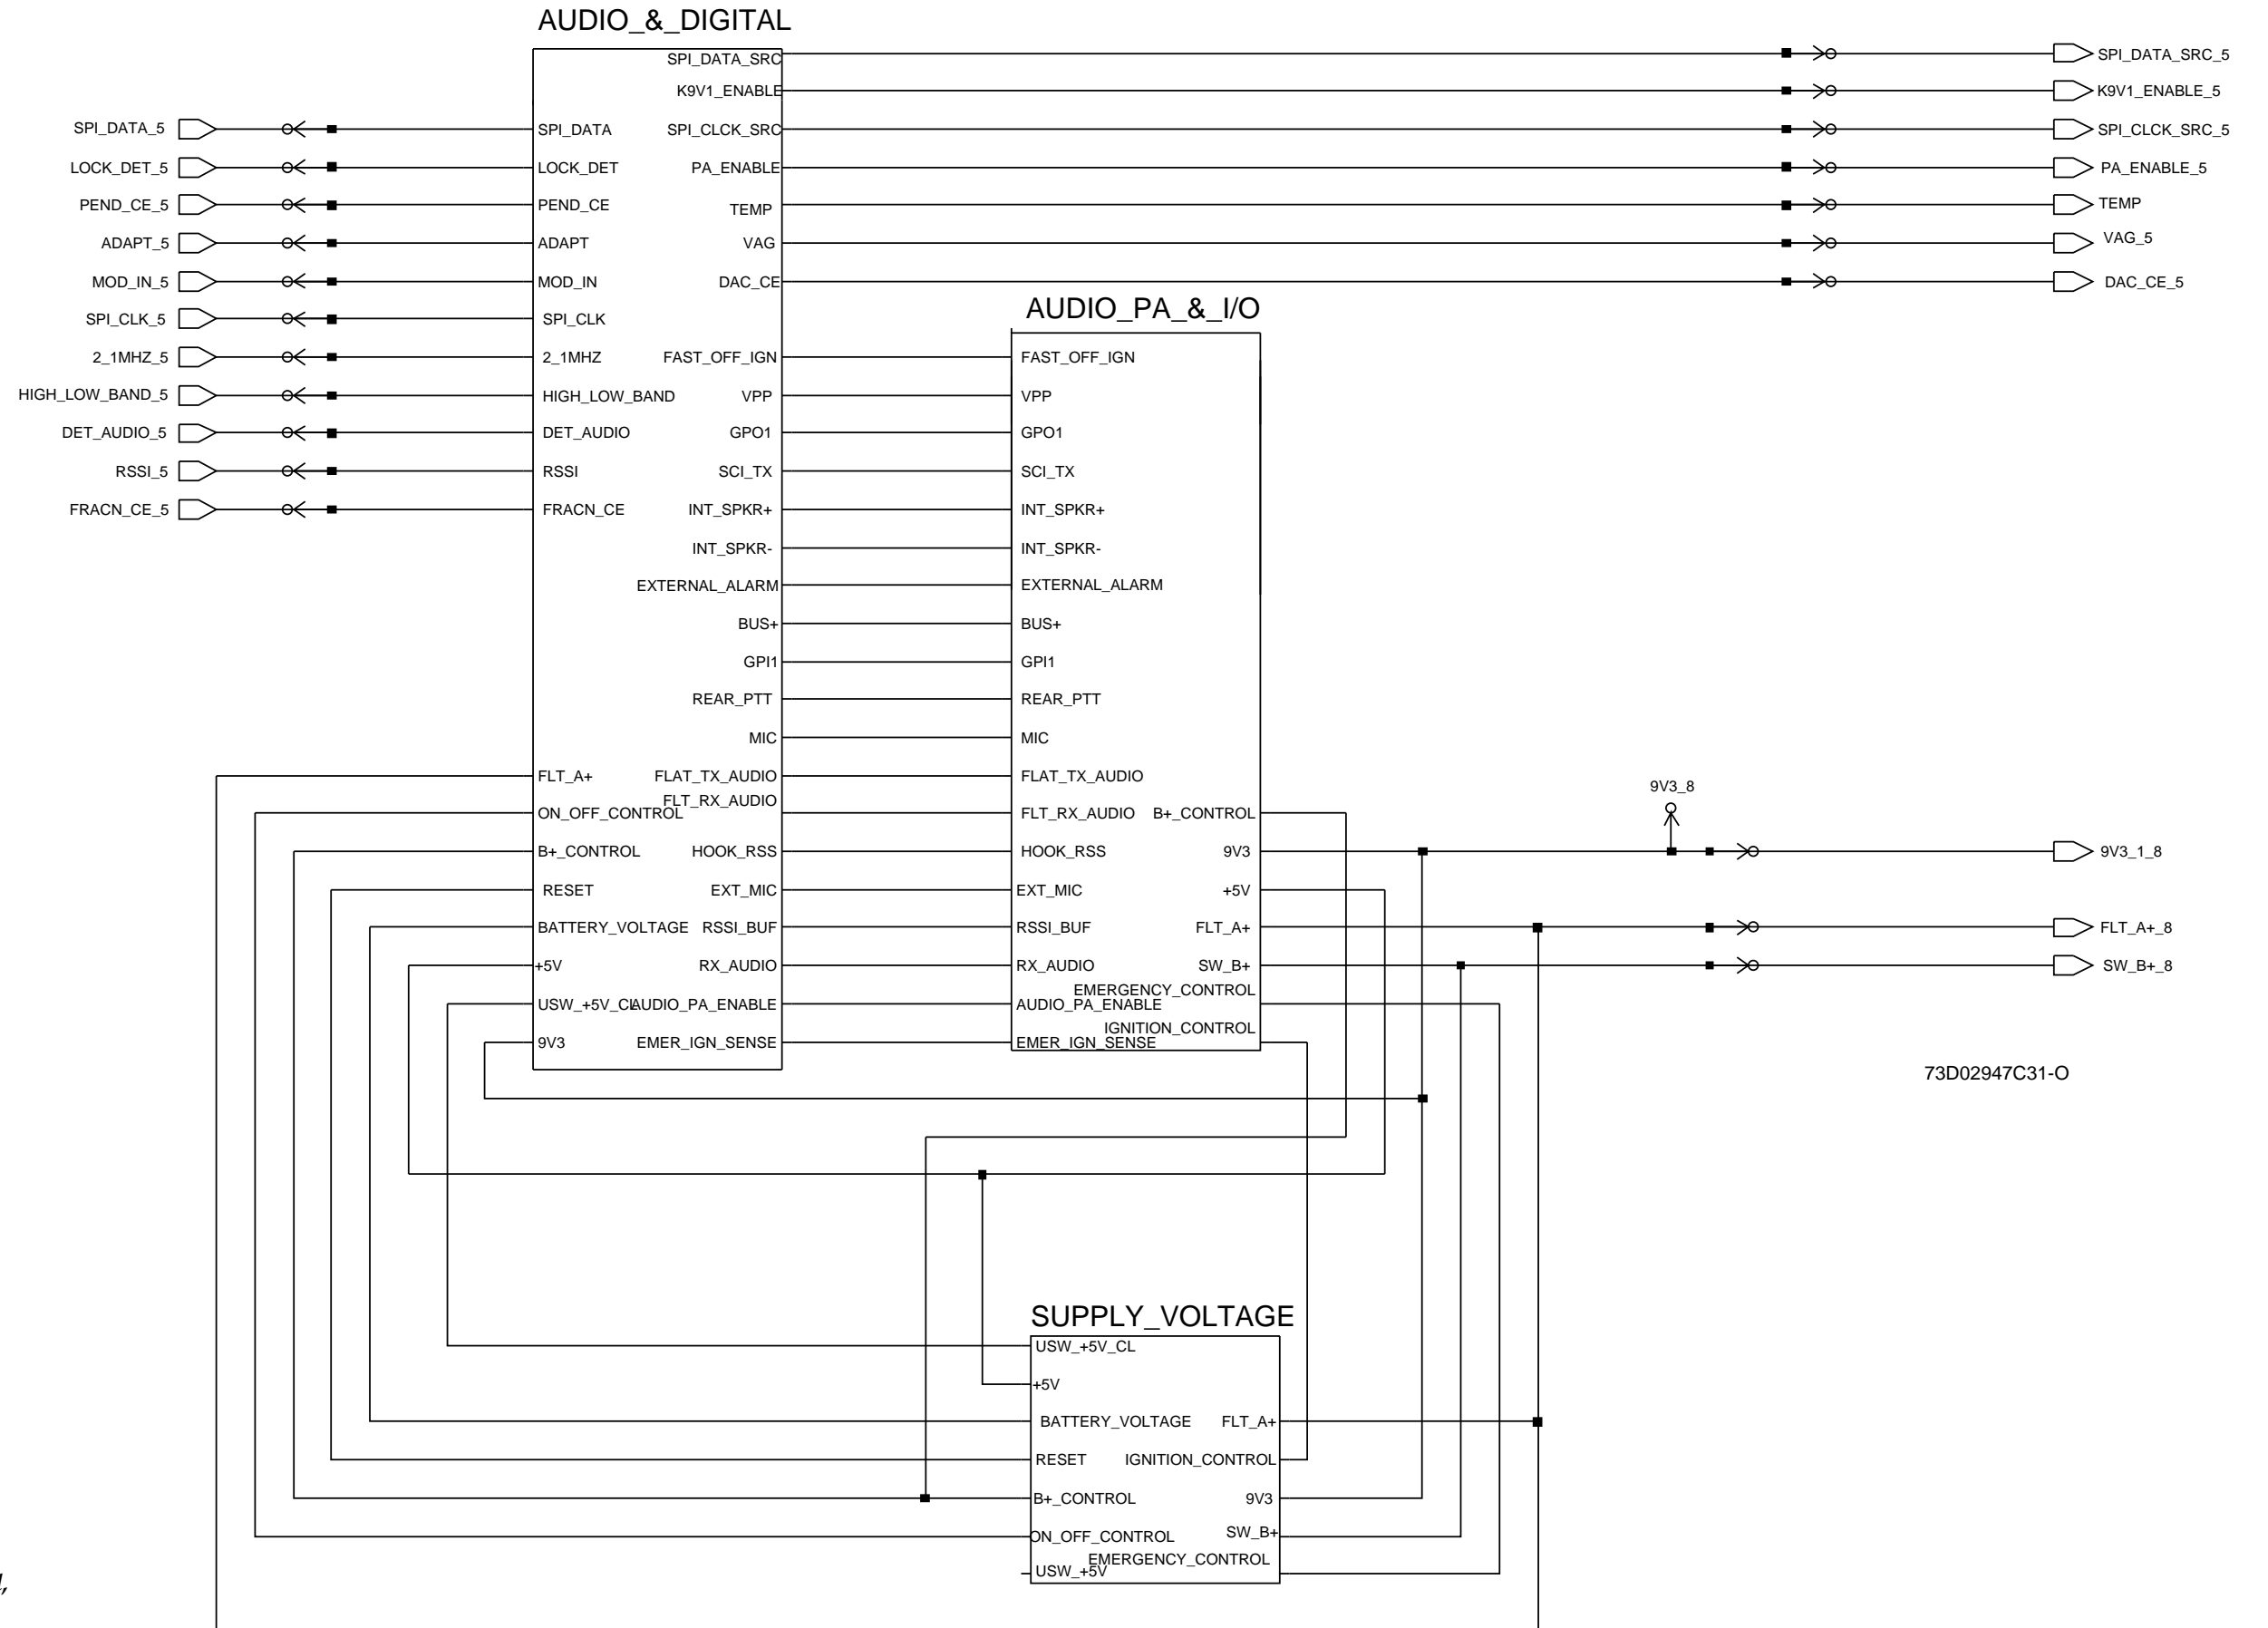 AUDIO_&_DIGITAL
SPI_DATA_SRC
K9V1_ENABLE
SPI_CLCK_SRC
PA_ENABLE
TEMP
VAG
DAC_CE
SPI_DATA_SRC_5
K9V1_ENABLE_5
SPI_CLCK_SRC_5
PA_ENABLE_5
TEMP
VAG_5
DAC_CE_5
SPI_DATA_5
LOCK_DET_5
PEND_CE_5
ADAPT_5
MOD_IN_5
SPI_CLK_5
2_1MHZ_5
HIGH_LOW_BAND_5
DET_AUDIO_5
RSSI_5
FRACN_CE_5
SPI_DATA
LOCK_DET
PEND_CE
ADAPT
MOD_IN
SPI_CLK
2_1MHZ
HIGH_LOW_BAND
DET_AUDIO
RSSI
FRACN_CE
FLT_A+
ON_OFF_CONTROL
B+_CONTROL
RESET
BATTERY_VOLTAGE
+5V
USW_+5V_CL
9V3
FAST_OFF_IGN
VPP
GPO1
SCI_TX
INT_SPKR+
INT_SPKR-
EXTERNAL_ALARM
BUS+
GPI1
REAR_PTT
MIC
FLAT_TX_AUDIO
FLT_RX_AUDIO
HOOK_RSS
EXT_MIC
RSSI_BUF
RX_AUDIO
AUDIO_PA_ENABLE
EMER_IGN_SENSE
AUDIO_PA_&_I/O
FAST_OFF_IGN
VPP
GPO1
SCI_TX
INT_SPKR+
INT_SPKR-
EXTERNAL_ALARM
BUS+
GPI1
REAR_PTT
MIC
FLAT_TX_AUDIO
FLT_RX_AUDIO
HOOK_RSS
EXT_MIC
RSSI_BUF
RX_AUDIO
AUDIO_PA_ENABLE
EMER_IGN_SENSE
B+_CONTROL
9V3
+5V
FLT_A+
SW_B+
EMERGENCY_CONTROL
IGNITION_CONTROL
9V3_8
9V3_1_8
FLT_A+_8
SW_B+_8
73D02947C31-O
SUPPLY_VOLTAGE
USW_+5V_CL
+5V
BATTERY_VOLTAGE
RESET
B+_CONTROL
ON_OFF_CONTROL
USW_+5V
FLT_A+
IGNITION_CONTROL
9V3
SW_B+
EMERGENCY_CONTROL